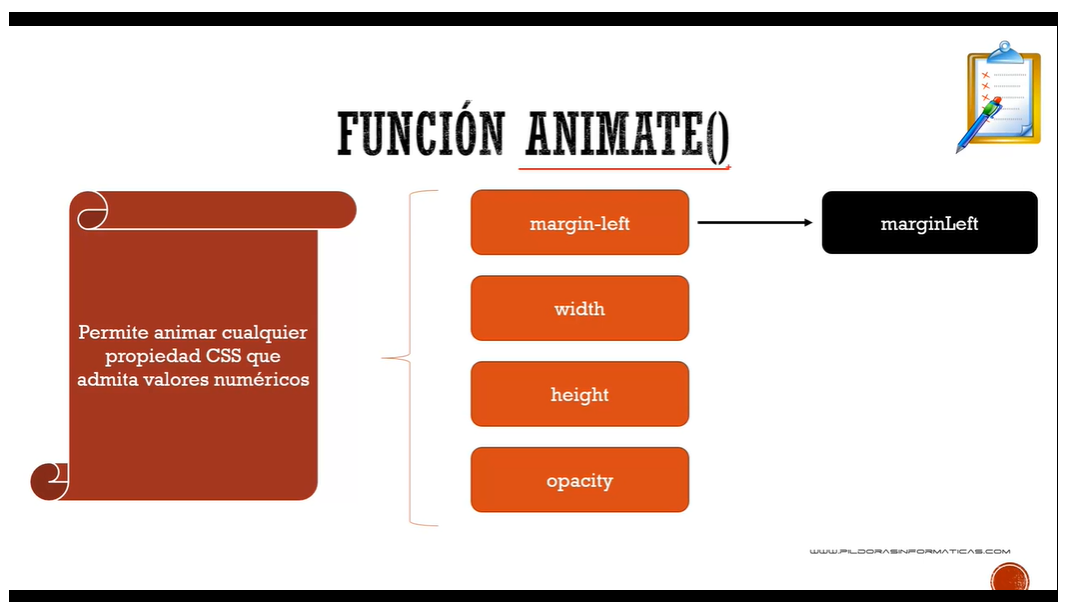 FUNCIÓN ANIMATE()
Permite animar cualquier
propiedad CSS que
admita valores numéricos
margin-left
marginLeft
width
height
opacity
WWW.PILDORASINFORMATICAS.COM